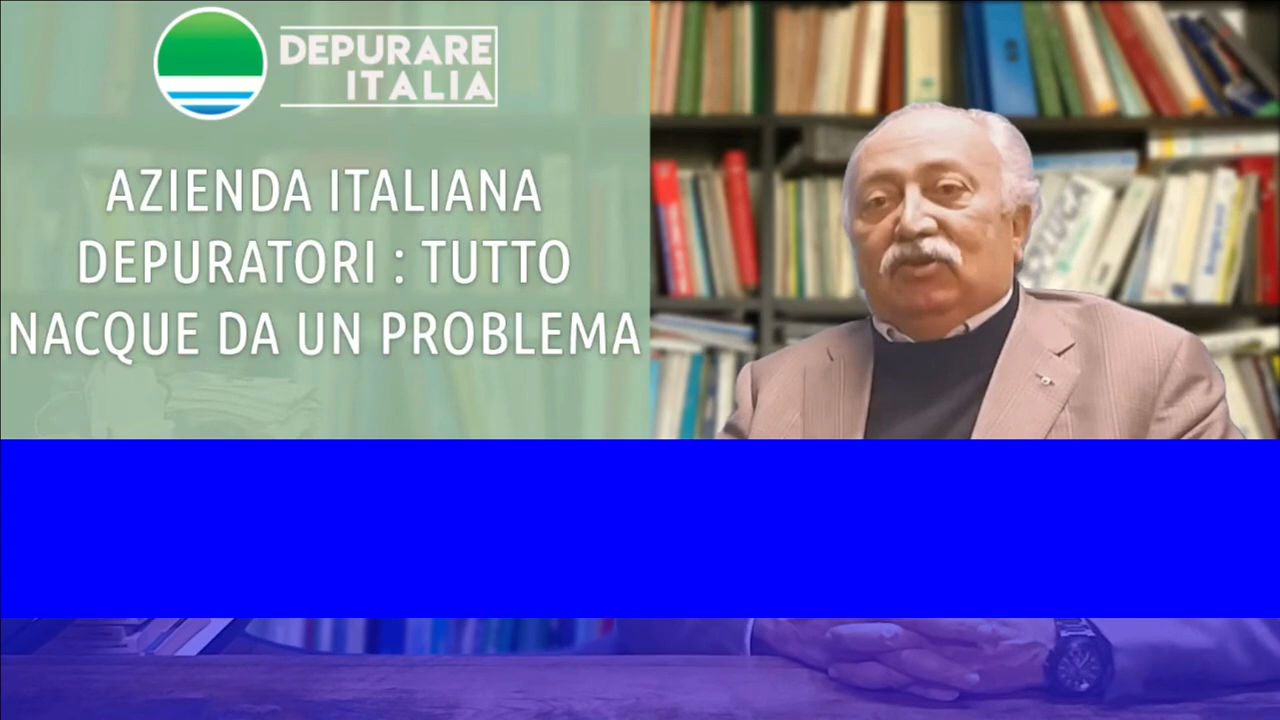 DEPURARE
ITALIA
AZIENDA ITALIANA
DEPURATORI : TUTTO
NACQUE DA UN PROBLEMA